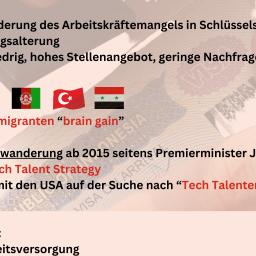 derung des Arbeitskräftemangels in Schlüssels
gsalterung
edrig, hohes Stellenangebot, geringe Nachfrage
migranten “brain gain”
wanderung ab 2015 seitens Premierminister J
ch Talent Strategy
mit den USA auf der Suche nach “Tech Talenten
:
eitsversorgung